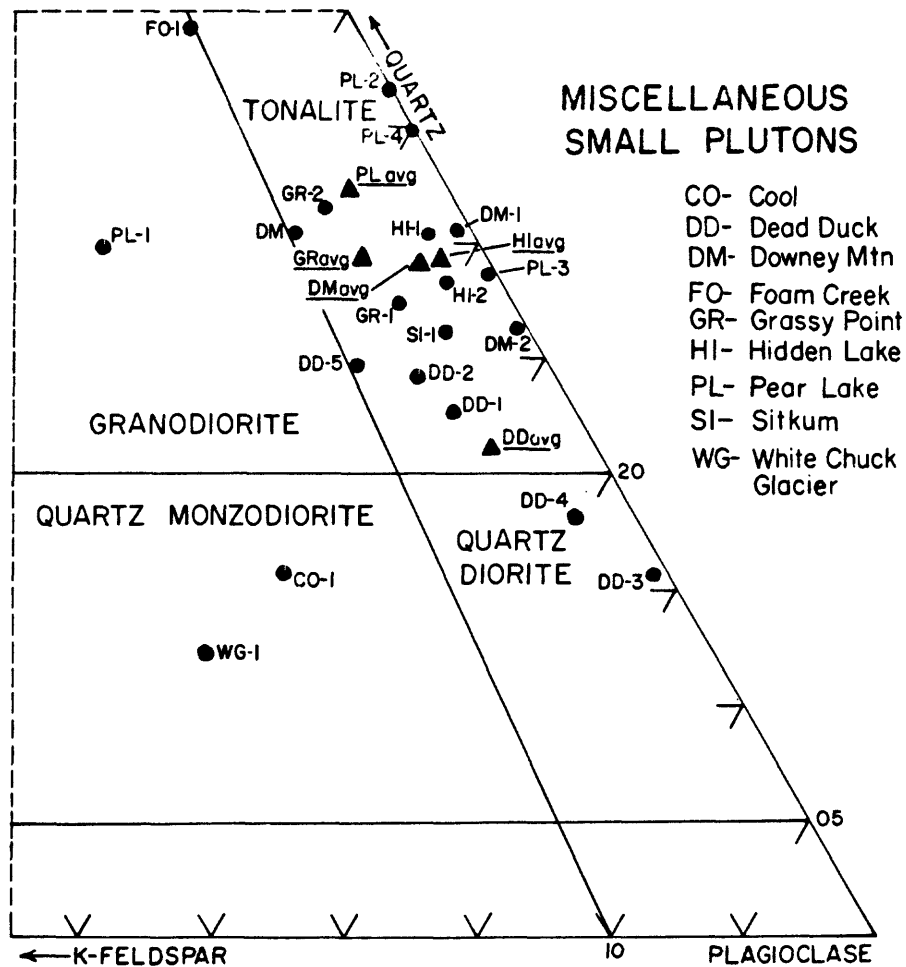 FO-1
QUARTZ
PL-2
TONALITE
PL-4
MISCELLANEOUS
SMALL PLUTONS
PL avg
GR-2
PL-1
DM
HI-1
DM-1
GRavg
HIavg
DMavg
PL-3
HI-2
GR-1
SI-1
DM-2
DD-5
DD-2
DD-1
GRANODIORITE
DDavg
20
CO- Cool
DD- Dead Duck
DM- Downey Mtn
FO- Foam Creek
GR- Grassy Point
HI- Hidden Lake
PL- Pear Lake
SI- Sitkum
WG- White Chuck
Glacier
QUARTZ MONZODIORITE
DD-4
QUARTZ
DIORITE
CO-1
DD-3
WG-1
05
K-FELDSPAR
10
PLAGIOCLASE